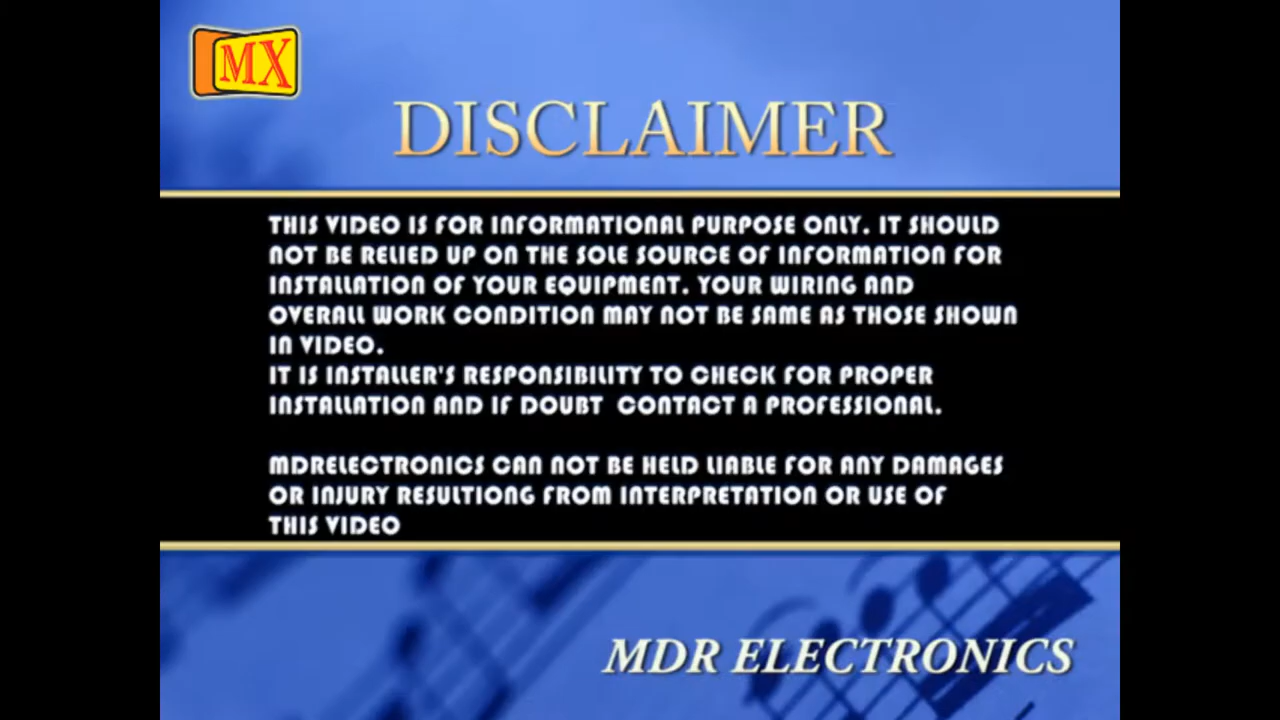 MX
DISCLAIMER
THIS VIDEO IS FOR INFORMATIONAL PURPOSE ONLY. IT SHOULD
NOT BE RELIED UP ON THE SOLE SOURCE OF INFORMATION FOR
INSTALLATION OF YOUR EQUIPMENT. YOUR WIRING AND
OVERALL WORK CONDITION MAY NOT BE SAME AS THOSE SHOWN
IN VIDEO.
IT IS INSTALLER'S RESPONSIBILITY TO CHECK FOR PROPER
INSTALLATION AND IF DOUBT CONTACT A PROFESSIONAL.
MDRELECTRONICS CAN NOT BE HELD LIABLE FOR ANY DAMAGES
OR INJURY RESULTIONG FROM INTERPRETATION OR USE OF
THIS VIDEO
MDR ELECTRONICS